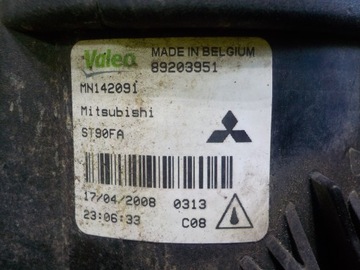 Valeo MADE IN BELGIUM
89203951
MN142091
Mitsubishi
ST90FA
17/04/2008 0313
23:06:33 C08